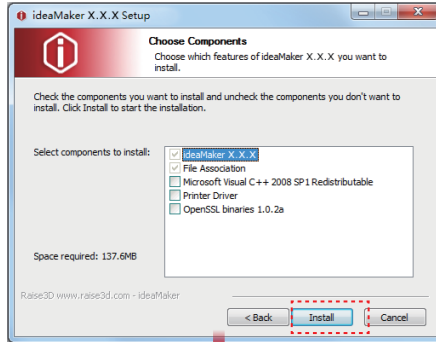 ideaMaker X.X.X Setup
Choose Components
Choose which features of ideaMaker X.X.X you want to
install.
Check the components you want to install and uncheck the components you don't want to
install. Click Install to start the installation.
Select components to install:
ideaMaker X.X.X
File Association
Microsoft Visual C++ 2008 SP1 Redistributable
Printer Driver
OpenSSL binaries 1.0.2a
Space required: 137.6MB
Raise3D www.raise3d.com - ideaMaker
< Back Install Cancel